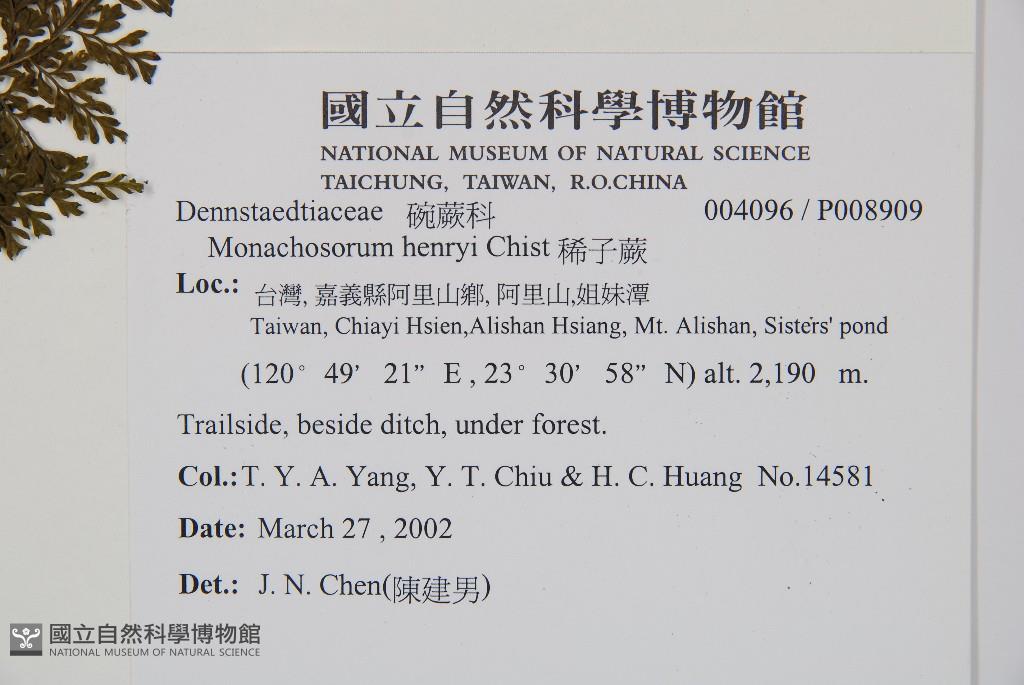 國立自然科學博物館
NATIONAL MUSEUM OF NATURAL SCIENCE
TAICHUNG, TAIWAN, R.O.CHINA
Dennstaedtiaceae 碗蕨科 004096 / P008909
Monachosorum henryi Chist 稀子蕨
Loc.: 台灣, 嘉義縣阿里山鄉, 阿里山,姐妹潭
Taiwan, Chiayi Hsien,Alishan Hsiang, Mt. Alishan, Sisters' pond
(120° 49’ 21” E , 23° 30’ 58” N) alt. 2,190 m.
Trailside, beside ditch, under forest.
Col.: T. Y. A. Yang, Y. T. Chiu & H. C. Huang No.14581
Date: March 27 , 2002
Det.: J. N. Chen(陳建男)
國立自然科學博物館
NATIONAL MUSEUM OF NATURAL SCIENCE